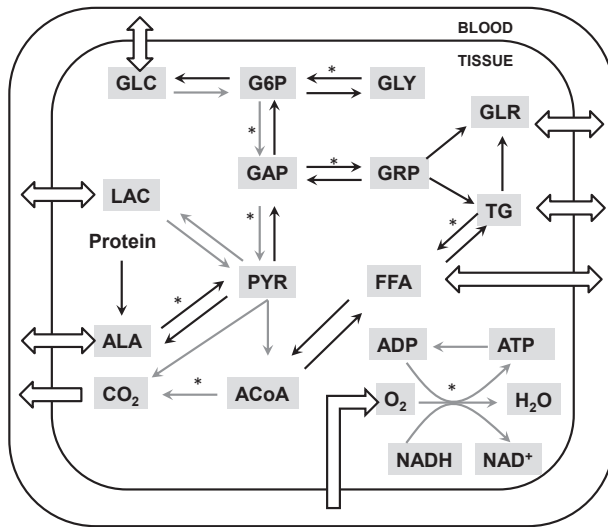 BLOOD
TISSUE
GLC G6P * GLY
GLR
*
GAP * GRP
LAC
TG
* *
Protein
PYR FFA
*
ALA
ADP ATP
CO₂ * ACoA O₂ * H₂O
NADH NAD⁺